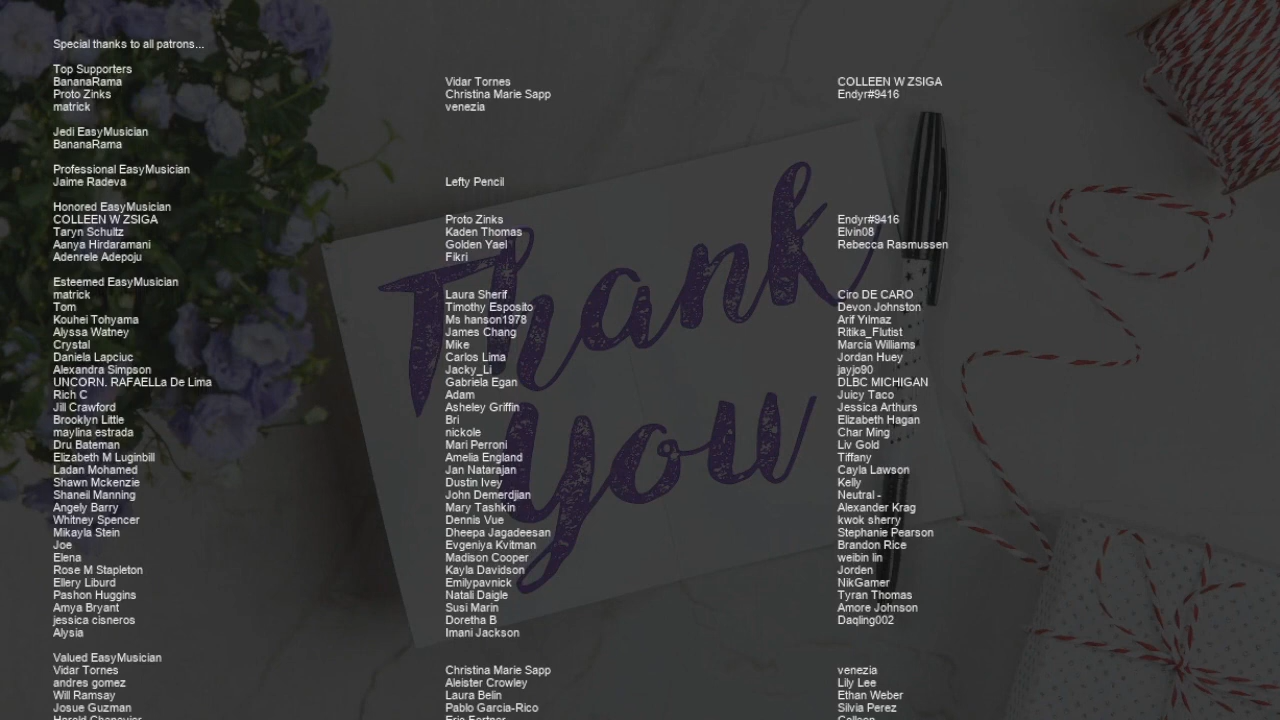 Special thanks to all patrons...
Top Supporters
BananaRama Vidar Tornes COLLEEN W ZSIGA
Proto Zinks Christina Marie Sapp Endyr#9416
matrick venezia
Jedi EasyMusician
BananaRama
Professional EasyMusician
Jaime Radeva Lefty Pencil
Honored EasyMusician
COLLEEN W ZSIGA Proto Zinks Endyr#9416
Taryn Schultz Kaden Thomas Elvin08
Aanya Hirdaramani Golden Yael Rebecca Rasmussen
Adenrele Adepoju Fikri
Esteemed EasyMusician
matrick Laura Sherif Ciro DE CARO
Tom Timothy Esposito Devon Johnston
Kouhei Tohyama Ms hanson1978 Arif Yilmaz
Alyssa Watney James Chang Ritika_Flutist
Crystal Mike Marcia Williams
Daniela Lapciuc Carlos Lima Jordan Huey
Alexandra Simpson Jacky_Li jayjo90
UNCORN. RAFAELLa De Lima Gabriela Egan DLBC MICHIGAN
Rich C Adam Juicy Taco
Jill Crawford Asheley Griffin Jessica Arthurs
Brooklyn Little Bri Elizabeth Hagan
maylina estrada nickole Char Ming
Dru Bateman Mari Perroni Liv Gold
Elizabeth M Luginbill Amelia England Tiffany
Ladan Mohamed Jan Natarajan Cayla Lawson
Shawn Mckenzie Dustin Ivey Kelly
Shaneil Manning John Demerdjian Neutral -
Angely Barry Mary Tashkin Alexander Krag
Whitney Spencer Dennis Vue kwok sherry
Mikayla Stein Dheepa Jagadeesan Stephanie Pearson
Joe Evgeniya Kvitman Brandon Rice
Elena Madison Cooper weibin lin
Rose M Stapleton Kayla Davidson Jorden
Ellery Liburd Emilypavnick NikGamer
Pashon Huggins Natali Daigle Tyran Thomas
Amya Bryant Susi Marin Amore Johnson
jessica cisneros Doretha B Daqling002
Alysia Imani Jackson
Valued EasyMusician
Vidar Tornes Christina Marie Sapp venezia
andres gomez Aleister Crowley Lily Lee
Will Ramsay Laura Belin Ethan Weber
Josue Guzman Pablo Garcia-Rico Silvia Perez
Thank
you